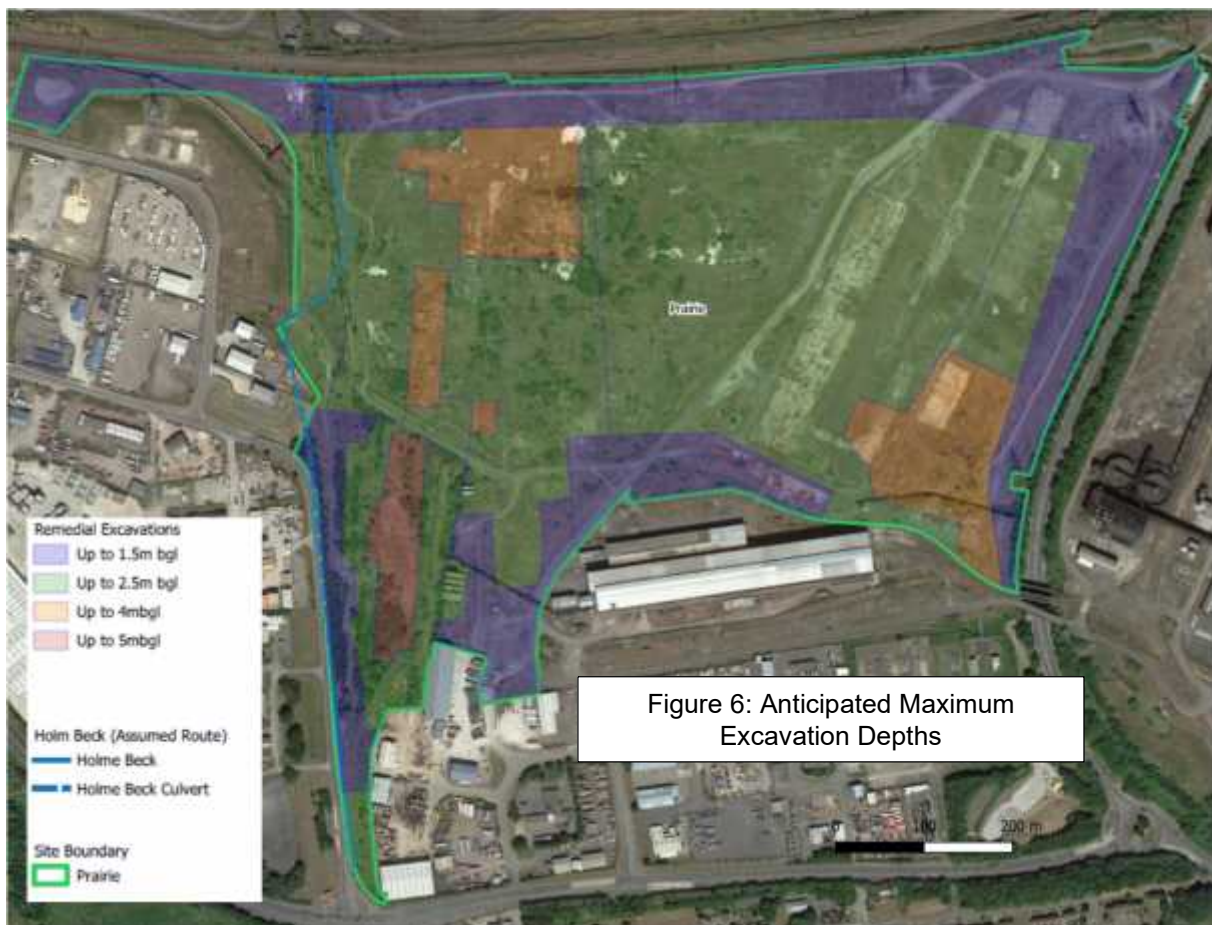 Prairie
Remedial Excavations
Up to 1.5m bgl
Up to 2.5m bgl
Up to 4mbgl
Up to 5mbgl
Holm Beck (Assumed Route)
Holme Beck
Holme Beck Culvert
Site Boundary
Prairie
Figure 6: Anticipated Maximum
Excavation Depths
0 100 200 m